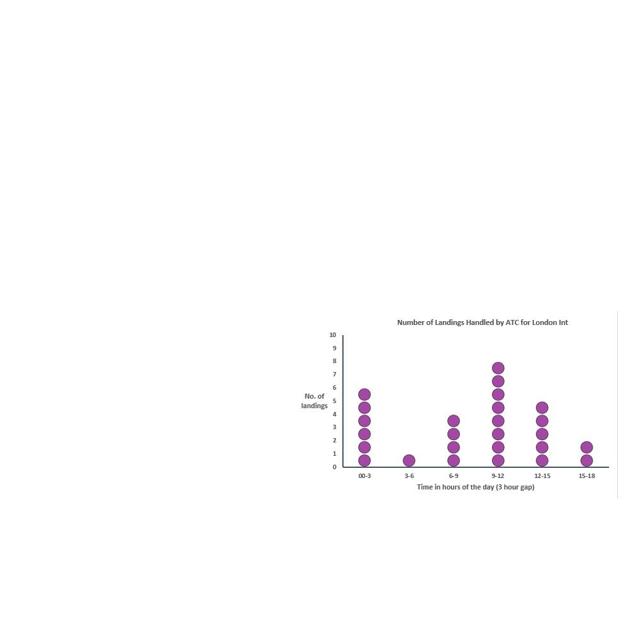 Number of Landings Handled by ATC for London Int
10
9
8
7
6
5
4
3
2
1
0
No. of
landings
00-3 3-6 6-9 9-12 12-15 15-18
Time in hours of the day (3 hour gap)